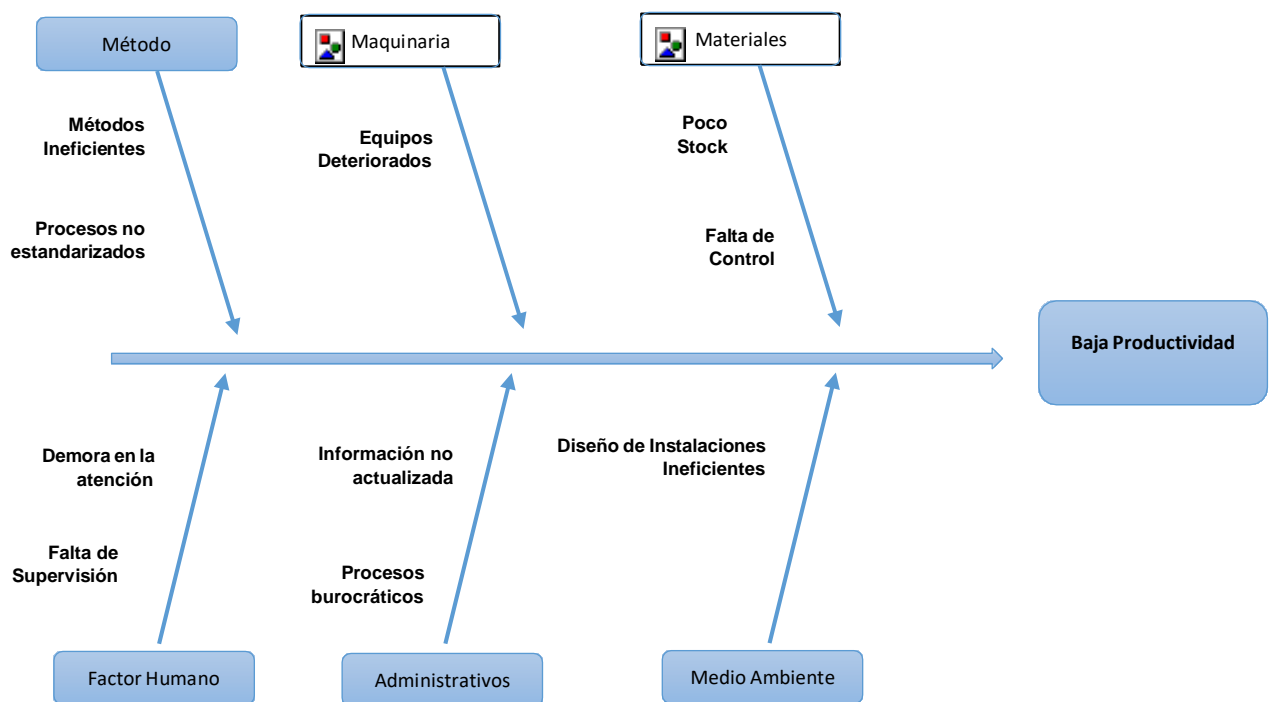 Método
Maquinaria
Materiales
Métodos
Ineficientes
Equipos
Deteriorados
Poco
Stock
Procesos no
estandarizados
Falta de
Control
Baja Productividad
Demora en la
atención
Información no
actualizada
Diseño de Instalaciones
Ineficientes
Falta de
Supervisión
Procesos
burocráticos
Factor Humano
Administrativos
Medio Ambiente